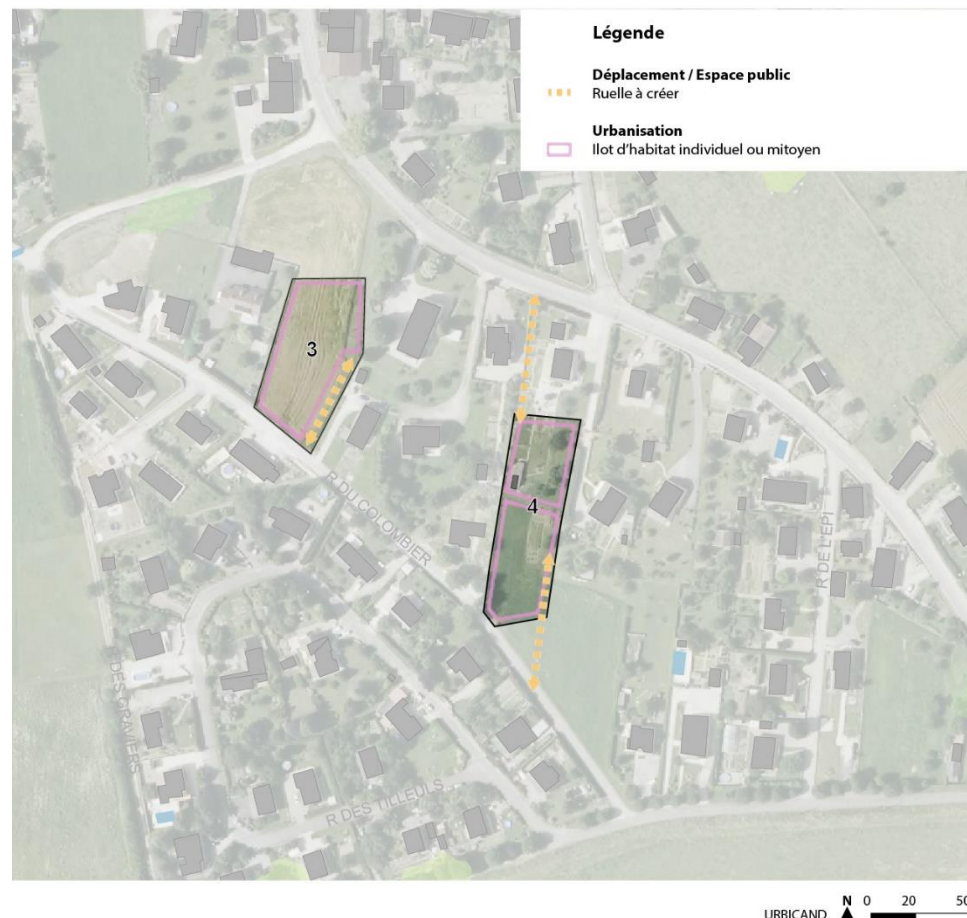 Légende
Déplacement / Espace public
Ruelle à créer
Urbanisation
Ilot d'habitat individuel ou mitoyen
3
4
R DU COLOMBIER
R DE L'EPI
DES GRAVIERS
R DES TILLEULS
URBICAND
N 0 20 50